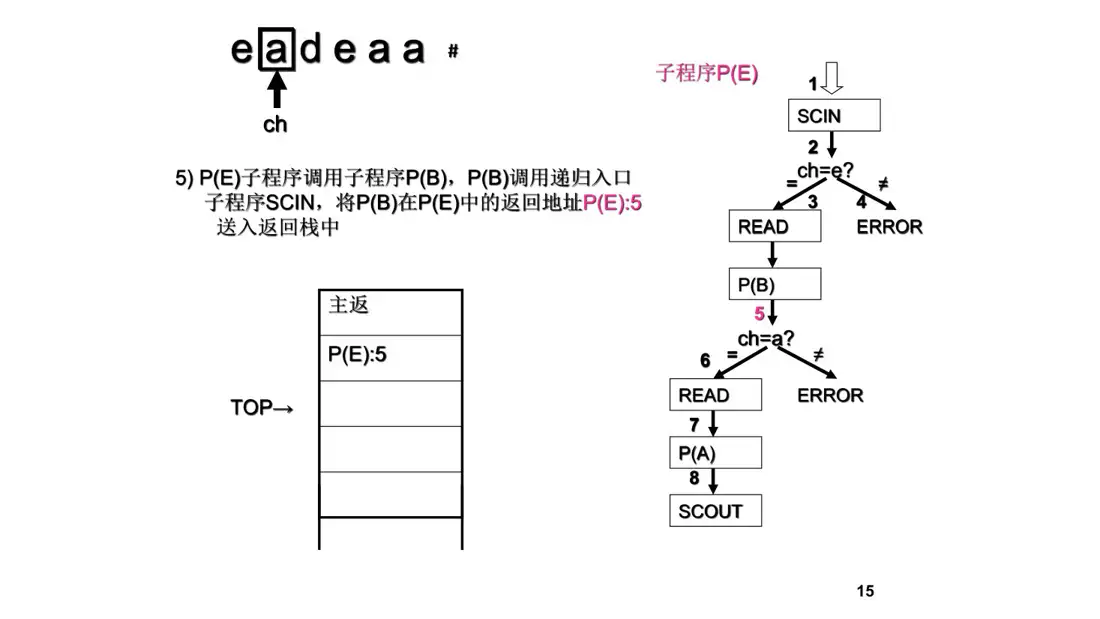 e a d e a a #
ch
5) P(E)子程序调用子程序P(B)，P(B)调用递归入口
子程序SCIN，将P(B)在P(E)中的返回地址P(E):5
送入返回栈中
主返
P(E):5
TOP→
子程序P(E)
1
SCIN
2
ch=e?
= ≠
3 4
READ ERROR
P(B)
5
ch=a?
6 = ≠
READ ERROR
7
P(A)
8
SCOUT
15